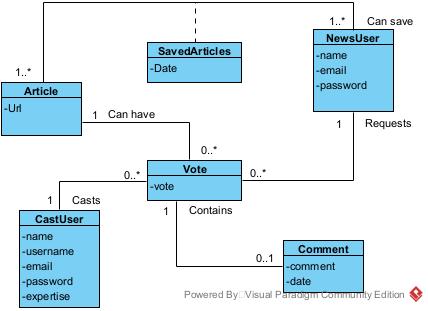 1..*
Can save
NewsUser
-name
-email
-password
SavedArticles
-Date
1..*
Article
-Url
1
Can have
1
Requests
0..*
0..*
Vote
-vote
0..*
1
Casts
1
Contains
CastUser
-name
-username
-email
-password
-expertise
0..1
Comment
-comment
-date
Powered By Visual Paradigm Community Edition